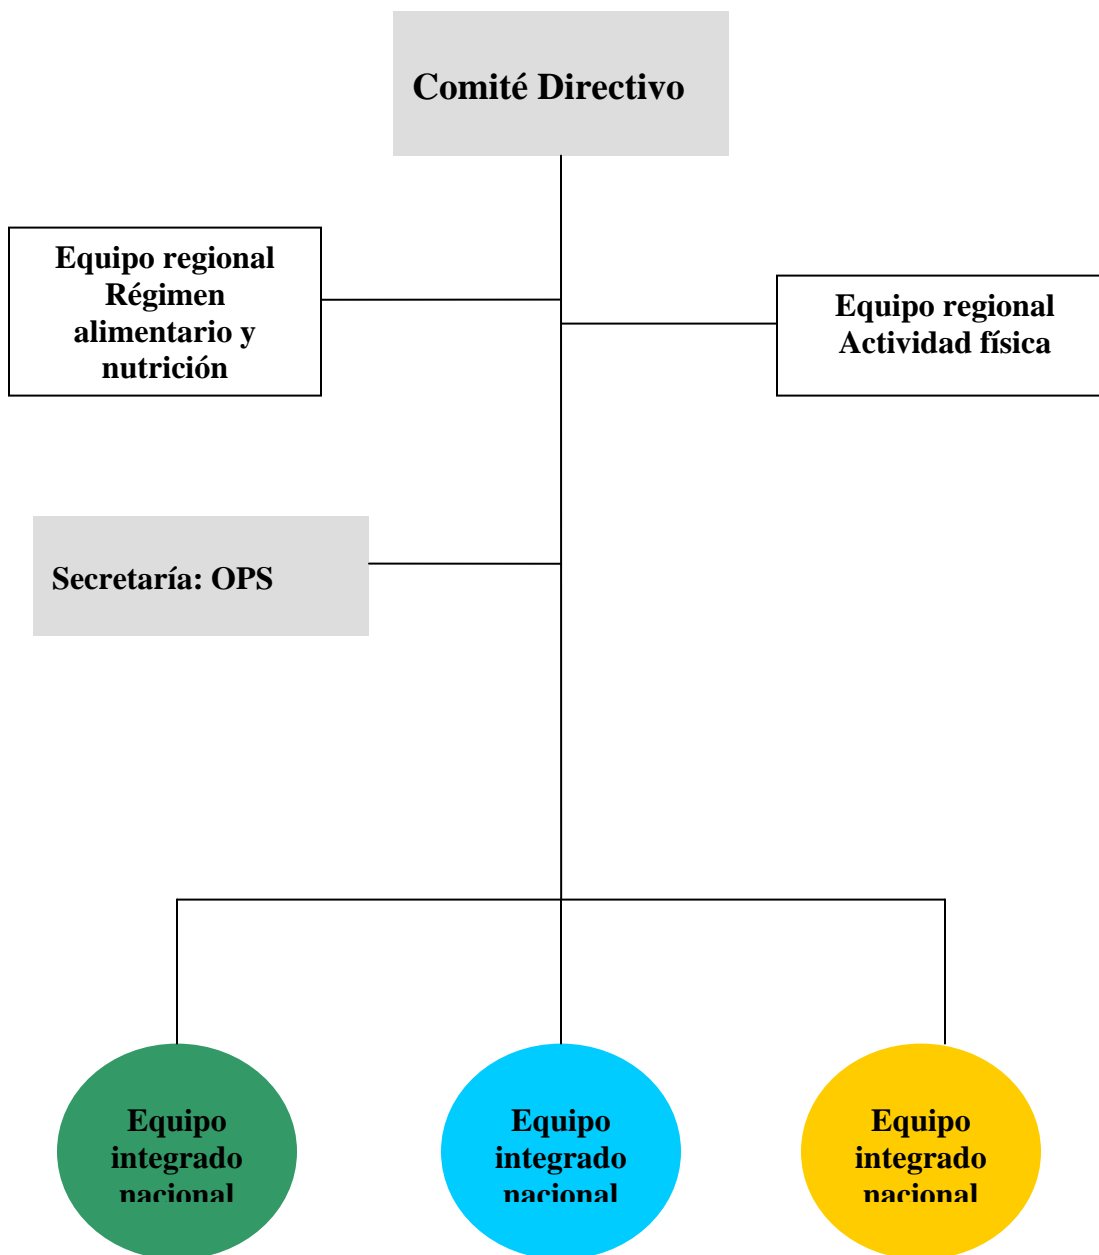 Comité Directivo
Equipo regional
Régimen
alimentario y
nutrición
Equipo regional
Actividad física
Secretaría: OPS
Equipo
integrado
nacional
Equipo
integrado
nacional
Equipo
integrado
nacional